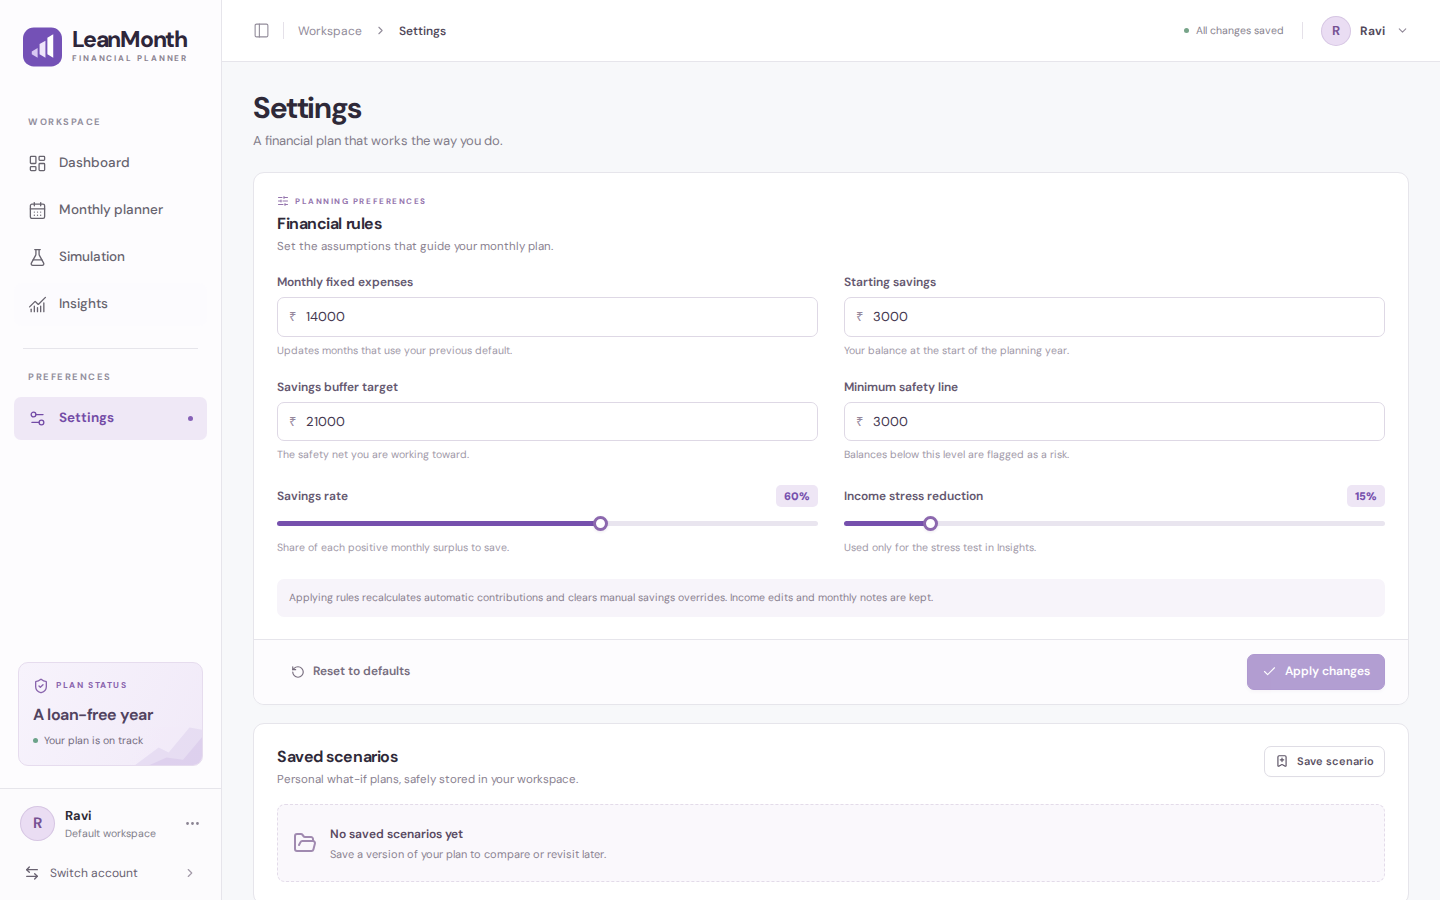 LeanMonth
FINANCIAL PLANNER
WORKSPACE
Dashboard
Monthly planner
Simulation
Insights
PREFERENCES
Settings
PLAN STATUS
A loan-free year
Your plan is on track
R
Ravi
Default workspace
Switch account
Workspace
Settings
All changes saved
R
Ravi
Settings
A financial plan that works the way you do.
PLANNING PREFERENCES
Financial rules
Set the assumptions that guide your monthly plan.
Monthly fixed expenses
₹ 14000
Updates months that use your previous default.
Starting savings
₹ 3000
Your balance at the start of the planning year.
Savings buffer target
₹ 21000
The safety net you are working toward.
Minimum safety line
₹ 3000
Balances below this level are flagged as a risk.
Savings rate
60%
Share of each positive monthly surplus to save.
Income stress reduction
15%
Used only for the stress test in Insights.
Applying rules recalculates automatic contributions and clears manual savings overrides. Income edits and monthly notes are kept.
Reset to defaults
Apply changes
Saved scenarios
Personal what-if plans, safely stored in your workspace.
Save scenario
No saved scenarios yet
Save a version of your plan to compare or revisit later.